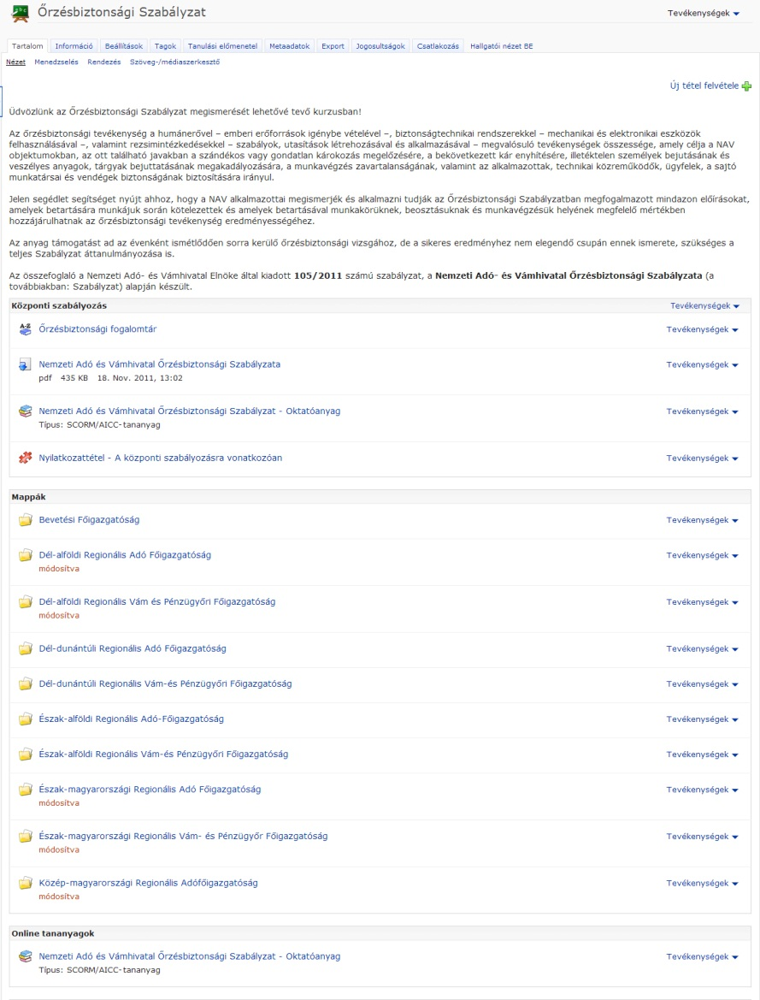 Őrzésbiztonsági Szabályzat
Tevékenységek
Tartalom Információ Beállítások Tagok Tanulási előmenetel Metaadatok Export Jogosultságok Csatlakozás Hallgatói nézet BE
Nézet Menedzselés Rendezés Szöveg-/médiaszerkesztő
Új tétel felvétele
Üdvözlünk az Őrzésbiztonsági Szabályzat megismerését lehetővé tevő kurzusban!
Az őrzésbiztonsági tevékenység a humánerővel – emberi erőforrások igénybe vételével –, biztonságtechnikai rendszerekkel – mechanikai és elektronikai eszközök
felhasználásával –, valamint rezsimintézkedésekkel – szabályok, utasítások létrehozásával és alkalmazásával – megvalósuló tevékenységek összessége, amely célja a NAV
objektumokban, az ott található javakban a szándékos vagy gondatlan károkozás megelőzésére, a bekövetkezett kár enyhítésére, illetéktelen személyek bejutásának és
veszélyes anyagok, tárgyak bejuttatásának megakadályozására, a munkavégzés zavartalanságának, valamint az alkalmazottak, technikai közreműködők, ügyfelek, a sajtó
munkatársai és vendégek biztonságának biztosítására irányul.
Jelen segédlet segítséget nyújt ahhoz, hogy a NAV alkalmazottai megismerjék és alkalmazni tudják az Őrzésbiztonsági Szabályzatban megfogalmazott mindazon előírásokat,
amelyek betartására munkájuk során kötelezettek és amelyek betartásával munkakörüknek, beosztásuknak és munkavégzésük helyének megfelelő mértékben
hozzájárulhatnak az őrzésbiztonsági tevékenység eredményességéhez.
Az anyag támogatást ad az évenként ismétlődően sorra kerülő őrzésbiztonsági vizsgához, de a sikeres eredményhez nem elegendő csupán ennek ismerete, szükséges a
teljes Szabályzat áttanulmányozása is.
Az összefoglaló a Nemzeti Adó- és Vámhivatal Elnöke által kiadott 105/2011 számú szabályzat, a Nemzeti Adó- és Vámhivatal Őrzésbiztonsági Szabályzata (a
továbbiakban: Szabályzat) alapján készült.
Központi szabályozás Tevékenységek
Őrzésbiztonsági fogalomtár Tevékenységek
Nemzeti Adó és Vámhivatal Őrzésbiztonsági Szabályzata Tevékenységek
pdf 435 KB 18. Nov. 2011, 13:02
Nemzeti Adó és Vámhivatal Őrzésbiztonsági Szabályzat - Oktatóanyag Tevékenységek
Típus: SCORM/AICC-tananyag
Nyilatkozattétel - A központi szabályozásra vonatkozóan Tevékenységek
Mappák
Bevetési Főigazgatóság Tevékenységek
Dél-alföldi Regionális Adó Főigazgatóság Tevékenységek
módosítva
Dél-alföldi Regionális Vám és Pénzügyőri Főigazgatóság Tevékenységek
módosítva
Dél-dunántúli Regionális Adó Főigazgatóság Tevékenységek
Dél-dunántúli Regionális Vám-és Pénzügyőri Főigazgatóság Tevékenységek
Észak-alföldi Regionális Adó-Főigazgatóság Tevékenységek
Észak-alföldi Regionális Vám-és Pénzügyőri Főigazgatóság Tevékenységek
Észak-magyarországi Regionális Adó Főigazgatóság Tevékenységek
módosítva
Észak-magyarországi Regionális Vám- és Pénzügyőr Főigazgatóság Tevékenységek
módosítva
Közép-magyarországi Regionális Adófőigazgatóság Tevékenységek
módosítva
Online tananyagok
Nemzeti Adó és Vámhivatal Őrzésbiztonsági Szabályzat - Oktatóanyag Tevékenységek
Típus: SCORM/AICC-tananyag